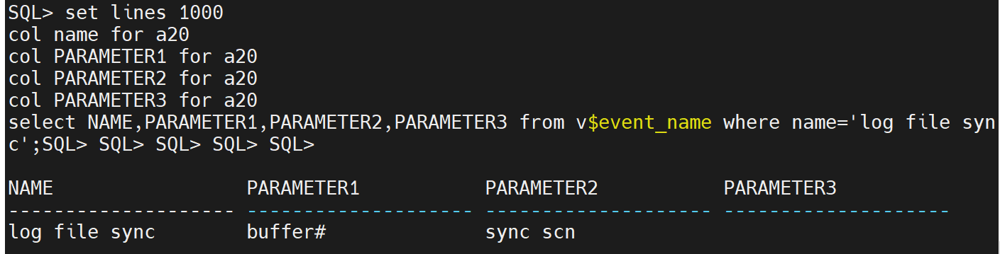 SQL> set lines 1000
col name for a20
col PARAMETER1 for a20
col PARAMETER2 for a20
col PARAMETER3 for a20
select NAME,PARAMETER1,PARAMETER2,PARAMETER3 from v$event_name where name='log file syn
c';SQL> SQL> SQL> SQL> SQL>
NAME                 PARAMETER1           PARAMETER2           PARAMETER3
-------------------- -------------------- -------------------- --------------------
log file sync        buffer#              sync scn